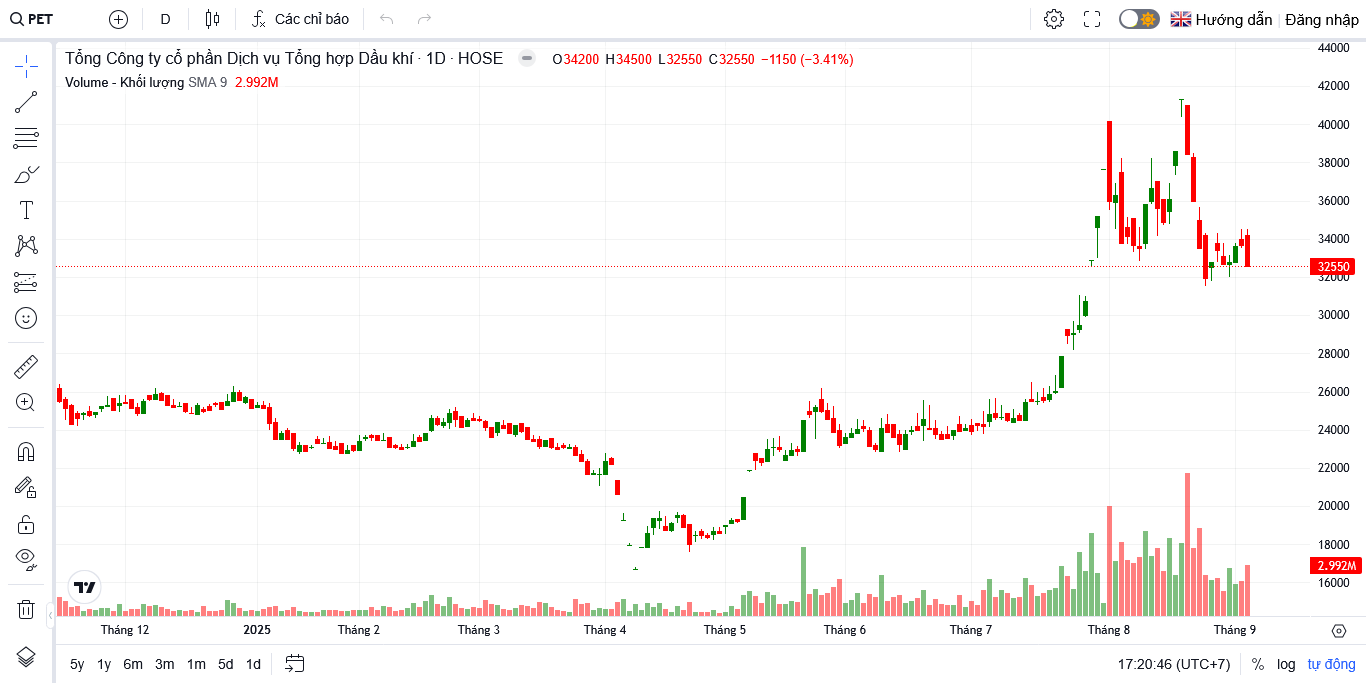 PET D Các chỉ báo Hướng dẫn Đăng nhập
Tổng Công ty cổ phần Dịch vụ Tổng hợp Dầu khí · 1D · HOSE O34200 H34500 L32550 C32550 −1150 (−3.41%)
Volume - Khối lượng SMA 9 2.992M
44000
42000
40000
38000
36000
34000
32550
32000
30000
28000
26000
24000
22000
20000
18000
2.992M
16000
Tháng 12 2025 Tháng 2 Tháng 3 Tháng 4 Tháng 5 Tháng 6 Tháng 7 Tháng 8 Tháng 9
5y 1y 6m 3m 1m 5d 1d 17:20:46 (UTC+7) % log tự động